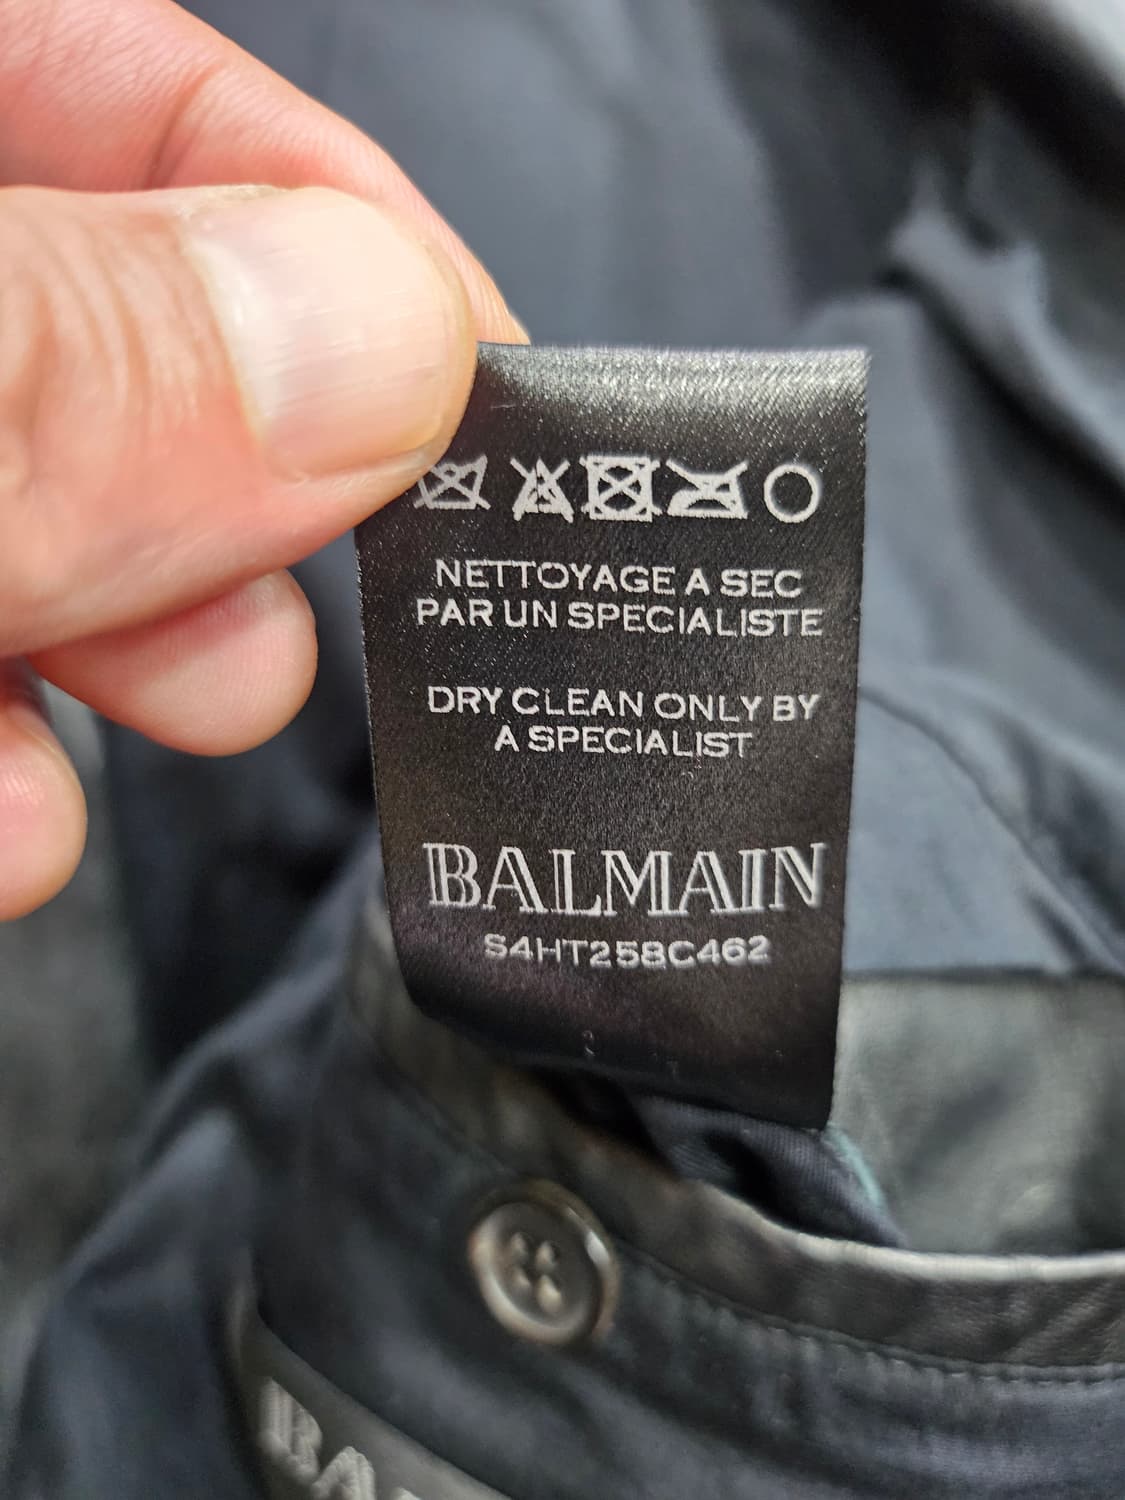 NETTOYAGE A SEC
PAR UN SPECIALISTE
DRY CLEAN ONLY BY
A SPECIALIST
BALMAIN
S4HT258C462